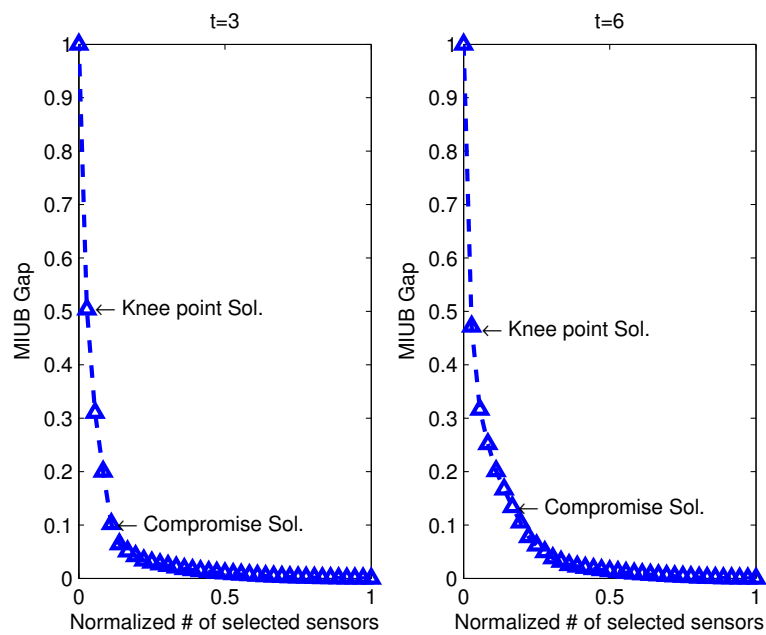 t=3
1
0.9
0.8
0.7
0.6
0.5
0.4
0.3
0.2
0.1
0
MIUB Gap
Knee point Sol.
Compromise Sol.
0 0.5 1
Normalized # of selected sensors
t=6
1
0.9
0.8
0.7
0.6
0.5
0.4
0.3
0.2
0.1
0
MIUB Gap
Knee point Sol.
Compromise Sol.
0 0.5 1
Normalized # of selected sensors